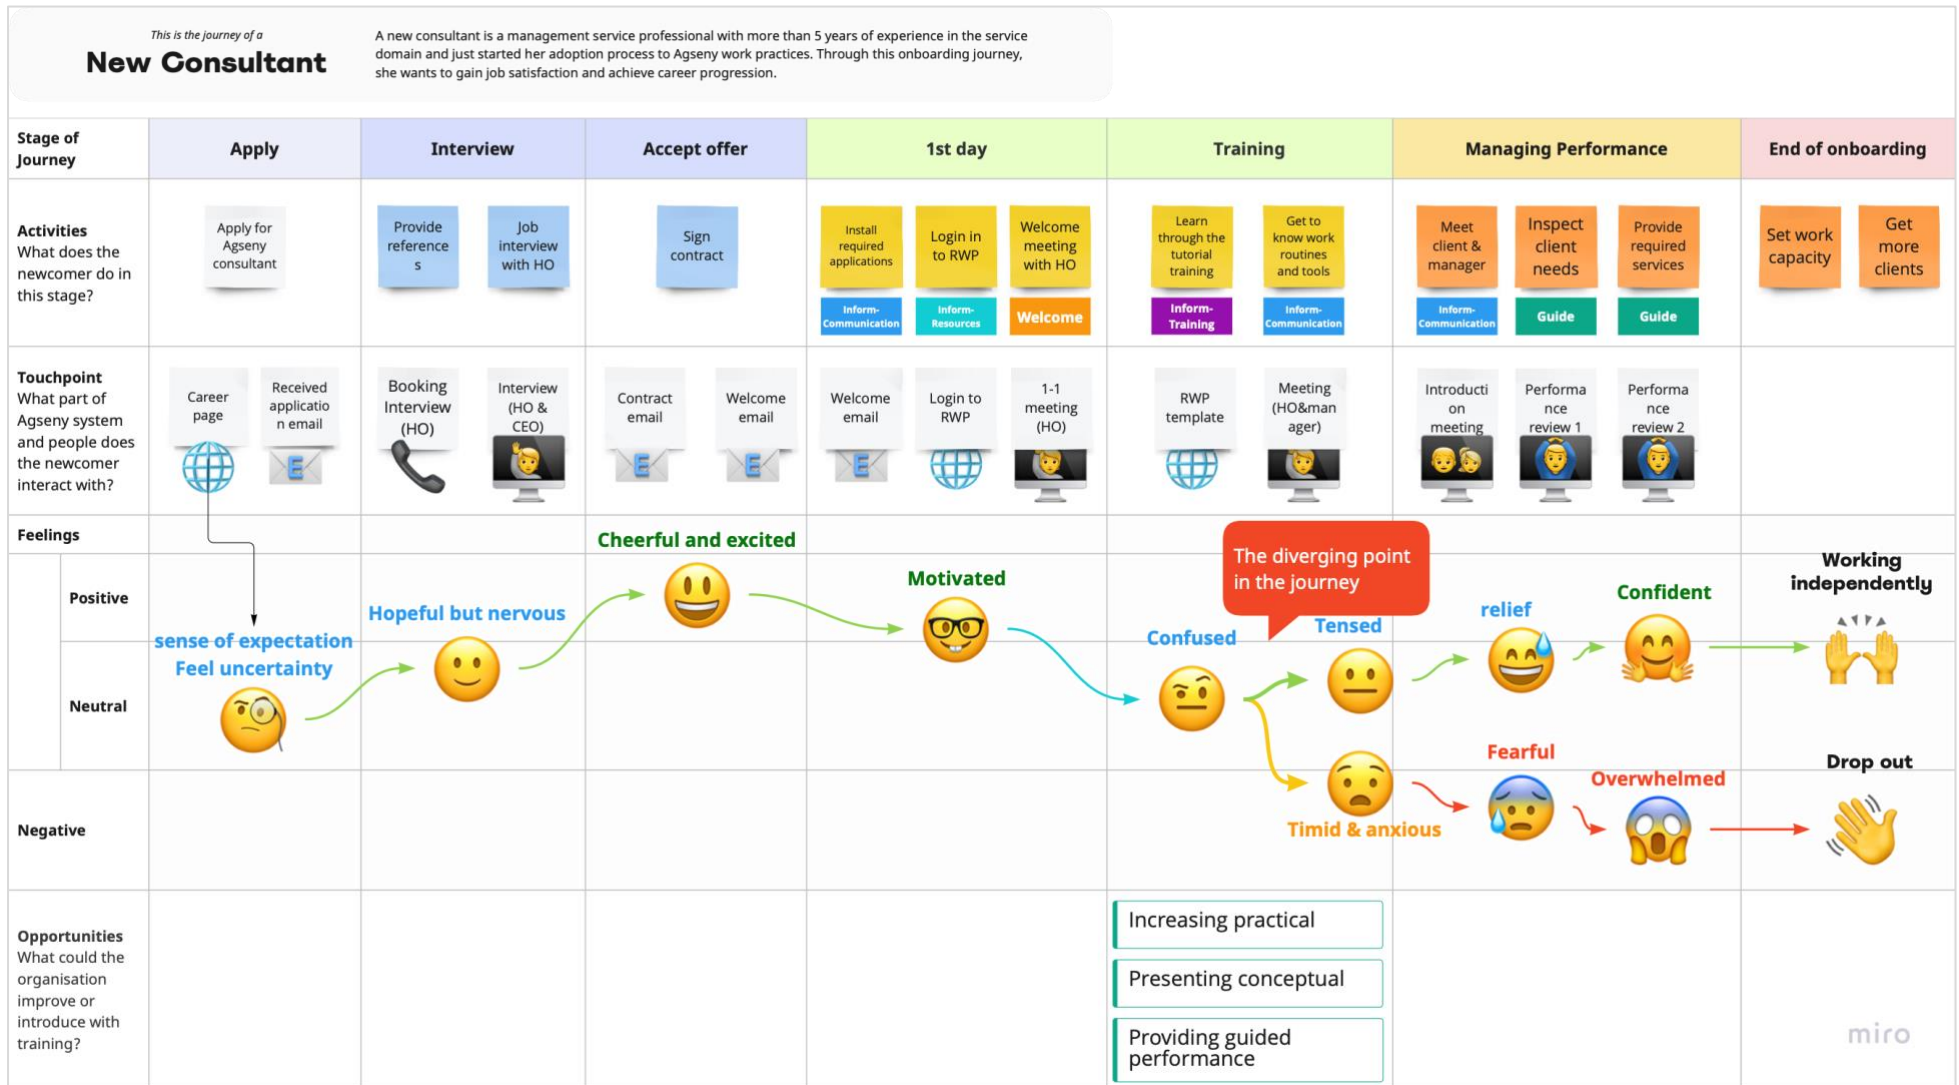 This is the journey of a
New Consultant
A new consultant is a management service professional with more than 5 years of experience in the service
domain and just started her adoption process to Agseny work practices. Through this onboarding journey,
she wants to gain job satisfaction and achieve career progression.
Stage of
Journey
Apply
Interview
Accept offer
1st day
Training
Managing Performance
End of onboarding
Activities
What does the
newcomer do in
this stage?
Apply for
Agseny
consultant
Provide
reference
s
Job
interview
with HO
Sign
contract
Install
required
applications
Inform-
Communication
Login in
to RWP
Inform-
Resources
Welcome
meeting
with HO
Welcome
Learn
through the
tutorial
training
Inform-
Training
Get to
know work
routines
and tools
Inform-
Communication
Meet
client &
manager
Inform-
Communication
Inspect
client
needs
Guide
Provide
required
services
Guide
Set work
capacity
Get
more
clients
Touchpoint
What part of
Agseny system
and people does
the newcomer
interact with?
Career
page
Received
applicatio
n email
E
Booking
Interview
(HO)
Interview
(HO &
CEO)
Contract
email
E
Welcome
email
E
Welcome
email
E
Login to
RWP
1-1
meeting
(HO)
RWP
template
Meeting
(HO&man
ager)
Introducti
on
meeting
Performa
nce
review 1
Performa
nce
review 2
Feelings
Positive
Neutral
Negative
sense of expectation
Feel uncertainty
Hopeful but nervous
Cheerful and excited
Motivated
Confused
The diverging point
in the journey
Tensed
relief
Confident
Working
independently
Timid & anxious
Fearful
Overwhelmed
Drop out
Opportunities
What could the
organisation
improve or
introduce with
training?
Increasing practical
Presenting conceptual
Providing guided
performance
miro